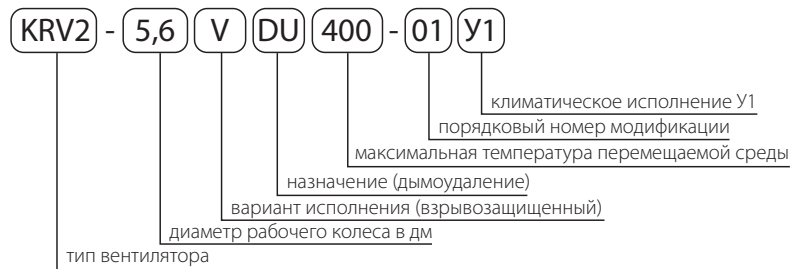 KRV2 - 5,6 V DU 400 - 01 У1
климатическое исполнение У1
порядковый номер модификации
максимальная температура перемещаемой среды
назначение (дымоудаление)
вариант исполнения (взрывозащищенный)
диаметр рабочего колеса в дм
тип вентилятора